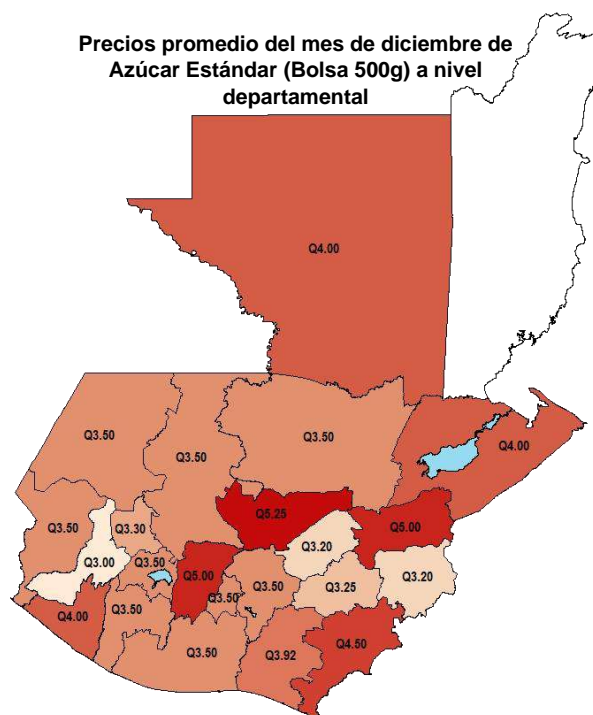 Precios promedio del mes de diciembre de
Azúcar Estándar (Bolsa 500g) a nivel
departamental
Q4.00
Q3.50
Q3.50
Q3.50
Q4.00
Q5,25
Q3.50
Q3.30
Q5.00
Q3.20
Q3.00
Q3.50
Q5.00
Q3.50
Q3.20
Q3.50
Q3.25
Q4.00
Q3.50
Q4.50
Q3.50
Q3.92